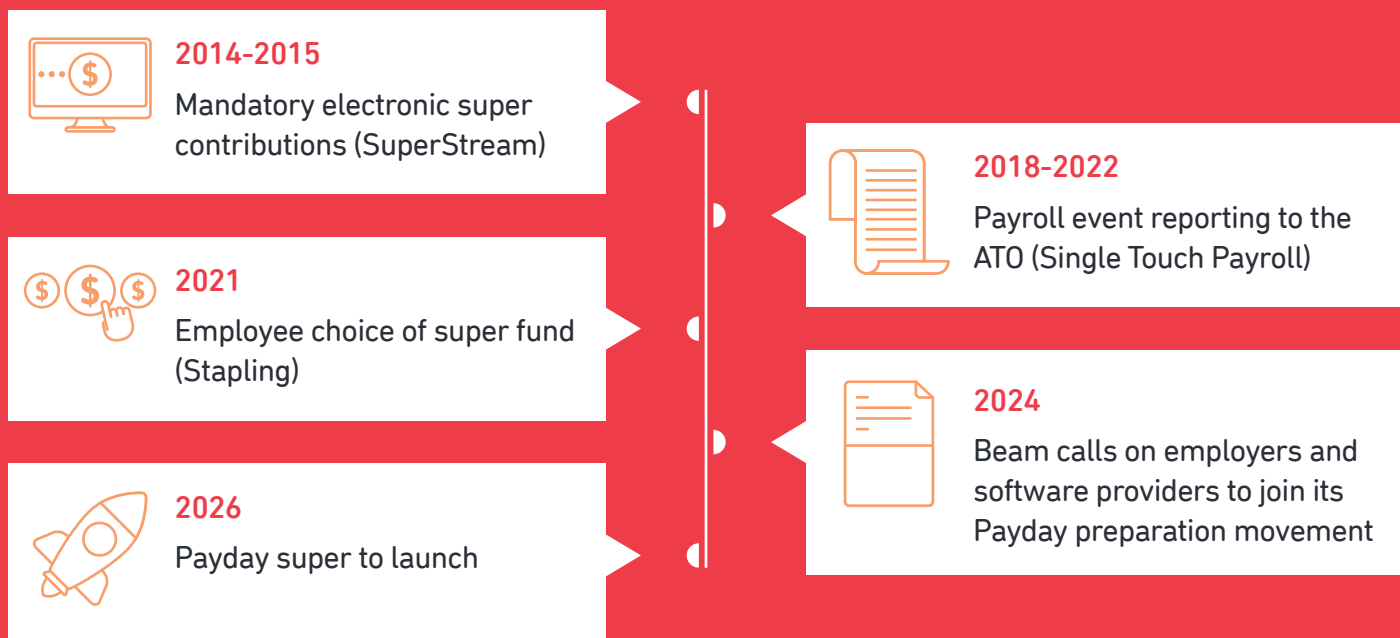 2014-2015
Mandatory electronic super
contributions (SuperStream)
2018-2022
Payroll event reporting to the
ATO (Single Touch Payroll)
2021
Employee choice of super fund
(Stapling)
2024
Beam calls on employers and
software providers to join its
Payday preparation movement
2026
Payday super to launch